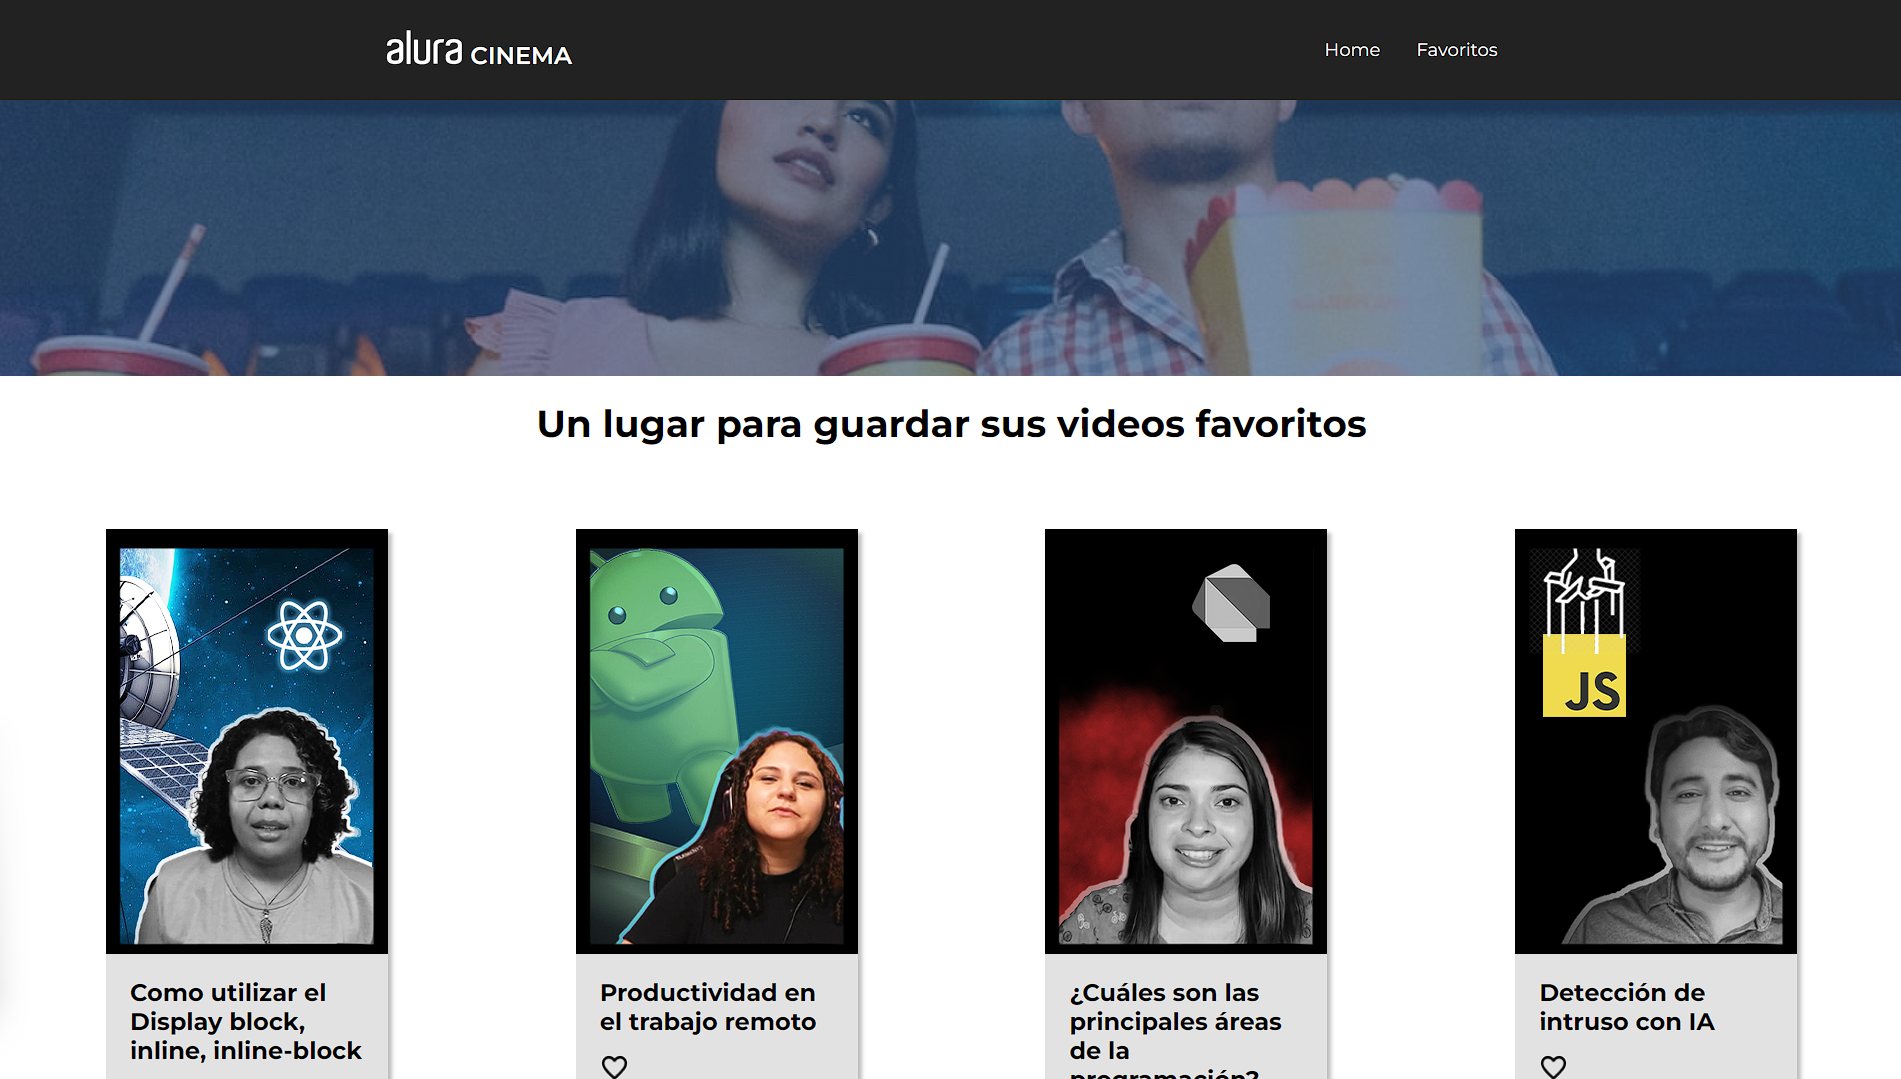 alura CINEMA
Home
Favoritos
Un lugar para guardar sus videos favoritos
JS
Como utilizar el
Display block,
inline, inline-block
Productividad en
el trabajo remoto
¿Cuáles son las
principales áreas
de la
programación?
Detección de
intruso con IA